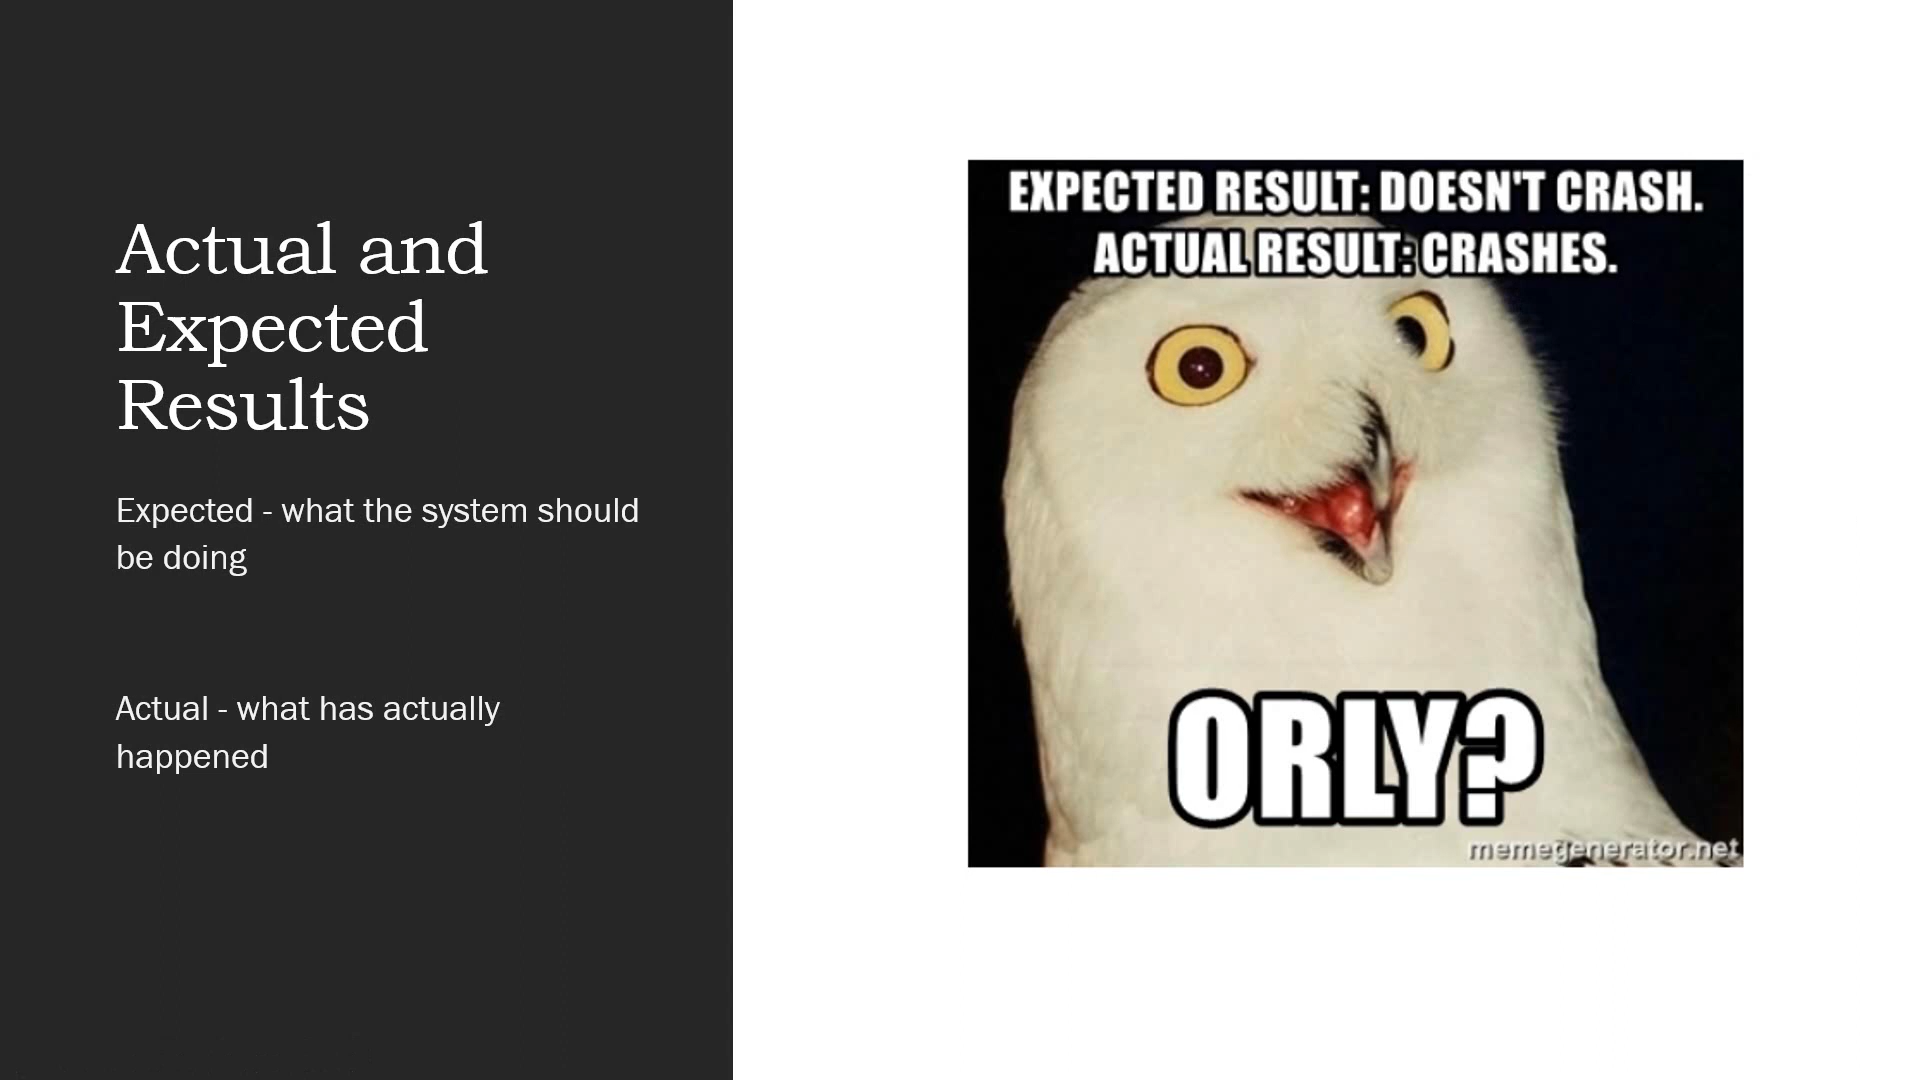 Actual and
Expected
Results
Expected - what the system should
be doing
Actual - what has actually
happened
EXPECTED RESULT: DOESN'T CRASH.
ACTUAL RESULT: CRASHES.
ORLY?
memegenerator.net